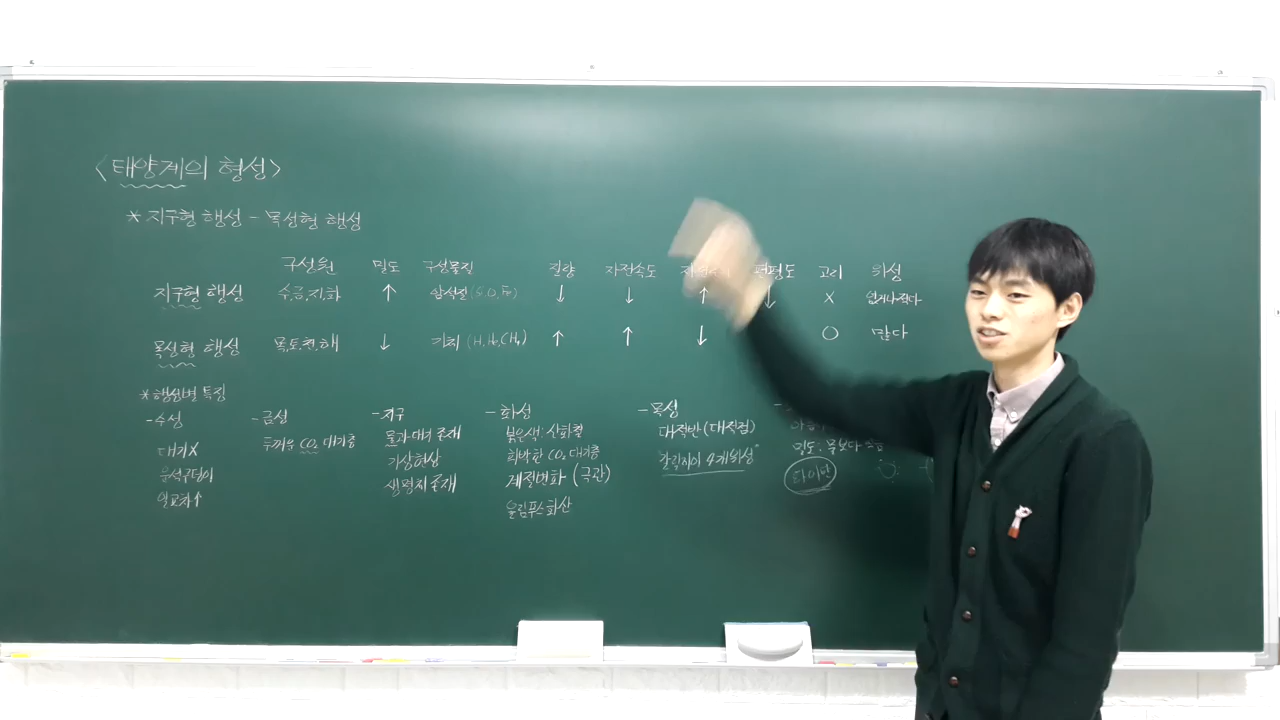 <태양계의 형성>
* 지구형 행성 - 목성형 행성
구성원 밀도 구성물질 질량 자전속도 편평도 고리 위성
지구형 행성 수,금,지,화 ↑ 암석질 ↓ ↓ ↑ ↓ X 없거나 적다
목성형 행성 목,토,천,해 ↓ 기체 (H, He, CH₄) ↑ ↑ ↓ O 많다
* 행성별 특징
- 수성
대기X
운석구덩이
일교차↑
- 금성
두꺼운 CO₂ 대기층
- 지구
물과 대기 존재
기상현상
생명체 존재
- 화성
붉은색: 산화철
희박한 CO₂ 대기층
계절변화 (극관)
올림푸스 화산
- 목성
대적반 (대적점)
갈릴레이 4개 위성
밀도: 물보다 작음
타이탄